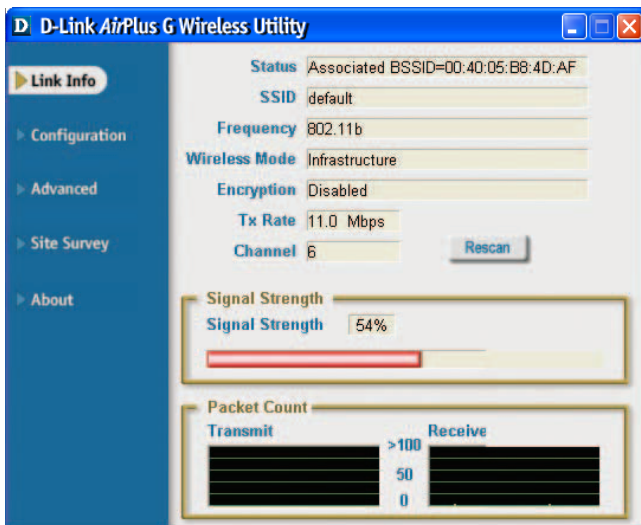 D D-Link AirPlus G Wireless Utility
Link Info
Configuration
Advanced
Site Survey
About
Status Associated BSSID=00:40:05:B8:4D:AF
SSID default
Frequency 802.11b
Wireless Mode Infrastructure
Encryption Disabled
Tx Rate 11.0 Mbps
Channel 6
Rescan
Signal Strength
Signal Strength 54%
Packet Count
Transmit
Receive
>100
50
0